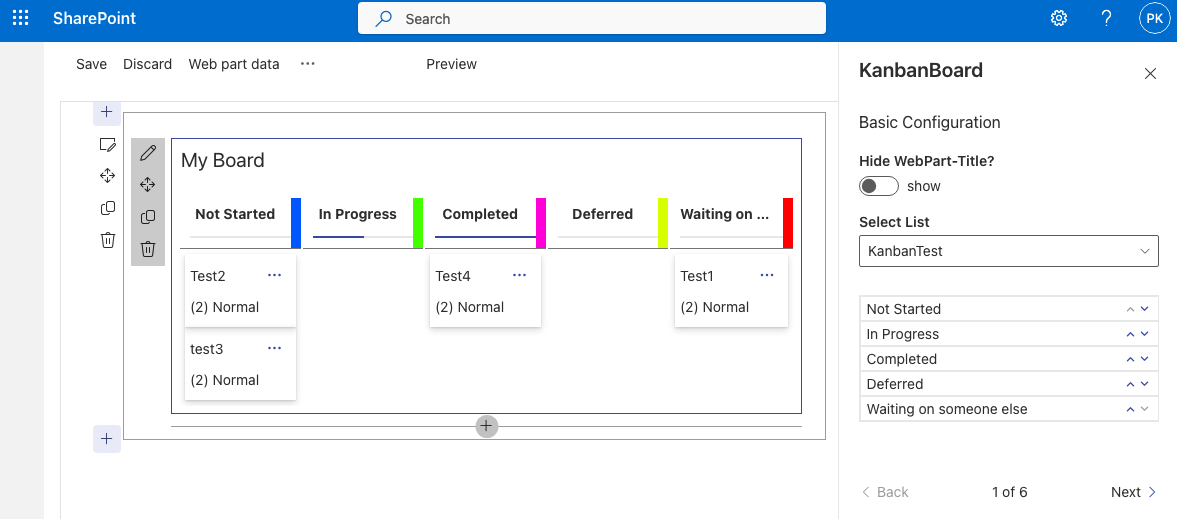 SharePoint
Search
?
PK
Save Discard Web part data ··· Preview
KanbanBoard
Basic Configuration
Hide WebPart-Title?
show
Select List
KanbanTest
Not Started
In Progress
Completed
Deferred
Waiting on someone else
Back 1 of 6 Next
My Board
Not Started In Progress Completed Deferred Waiting on ...
Test2 ···
(2) Normal
test3 ···
(2) Normal
Test4 ···
(2) Normal
Test1 ···
(2) Normal